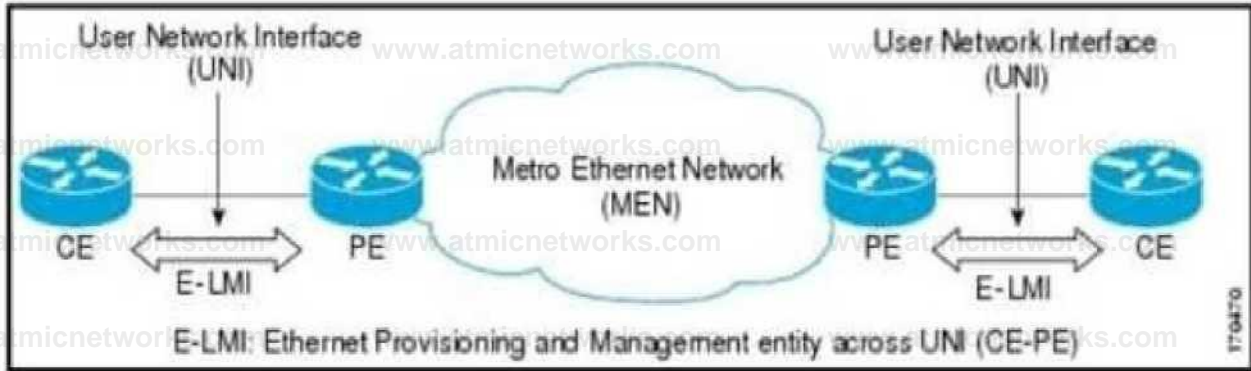 User Network Interface
(UNI)
User Network Interface
(UNI)
www.atmicnetworks.com
www.atmicnetworks.com
www.atmicnetworks.com
Metro Ethernet Network
(MEN)
CE
PE
PE
CE
www.atmicnetworks.com
E-LMI
E-LMI
E-LMI: Ethernet Provisioning and Management entity across UNI (CE-PE)
170470